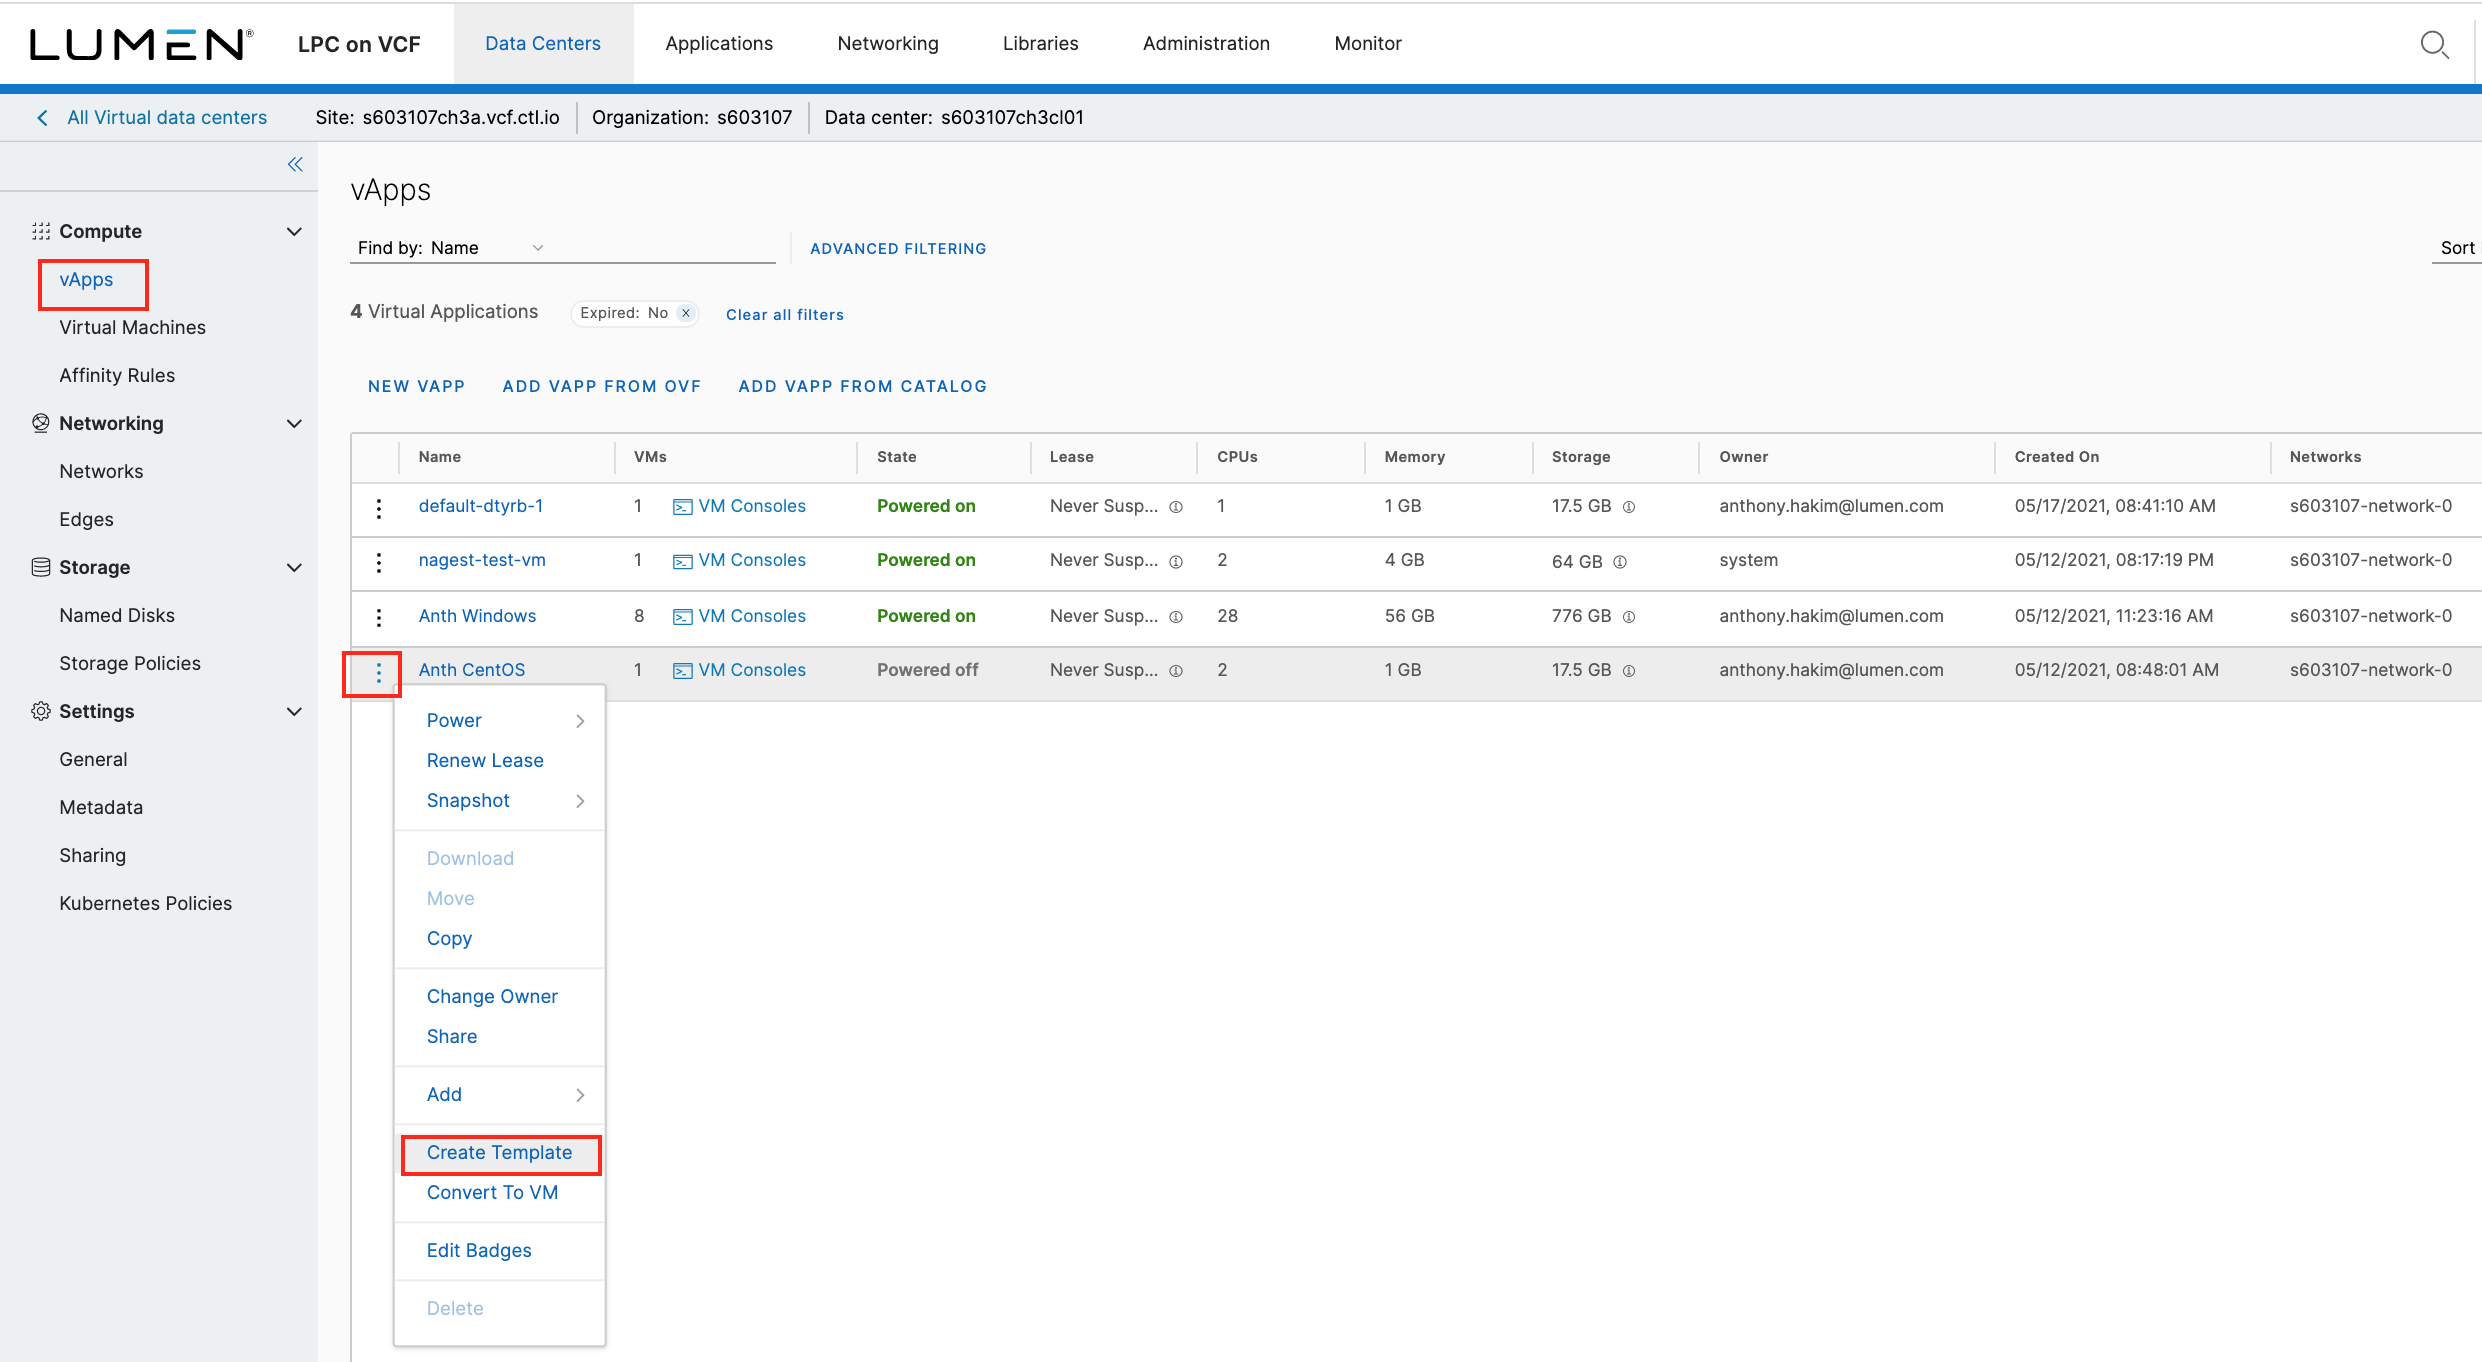 LUMEN® LPC on VCF Data Centers Applications Networking Libraries Administration Monitor
All Virtual data centers Site: s603107ch3a.vcf.ctl.io Organization: s603107 Data center: s603107ch3cl01
vApps
Find by: Name ADVANCED FILTERING Sort
4 Virtual Applications Expired: No × Clear all filters
NEW VAPP ADD VAPP FROM OVF ADD VAPP FROM CATALOG
Compute
vApps
Virtual Machines
Affinity Rules
Networking
Networks
Edges
Storage
Named Disks
Storage Policies
Settings
General
Metadata
Sharing
Kubernetes Policies
Name VMs State Lease CPUs Memory Storage Owner Created On Networks
default-dtyrb-1 1 VM Consoles Powered on Never Susp... 1 1 GB 17.5 GB anthony.hakim@lumen.com 05/17/2021, 08:41:10 AM s603107-network-0
nagest-test-vm 1 VM Consoles Powered on Never Susp... 2 4 GB 64 GB system 05/12/2021, 08:17:19 PM s603107-network-0
Anth Windows 8 VM Consoles Powered on Never Susp... 28 56 GB 776 GB anthony.hakim@lumen.com 05/12/2021, 11:23:16 AM s603107-network-0
Anth CentOS 1 VM Consoles Powered off Never Susp... 2 1 GB 17.5 GB anthony.hakim@lumen.com 05/12/2021, 08:48:01 AM s603107-network-0
Power
Renew Lease
Snapshot
Download
Move
Copy
Change Owner
Share
Add
Create Template
Convert To VM
Edit Badges
Delete